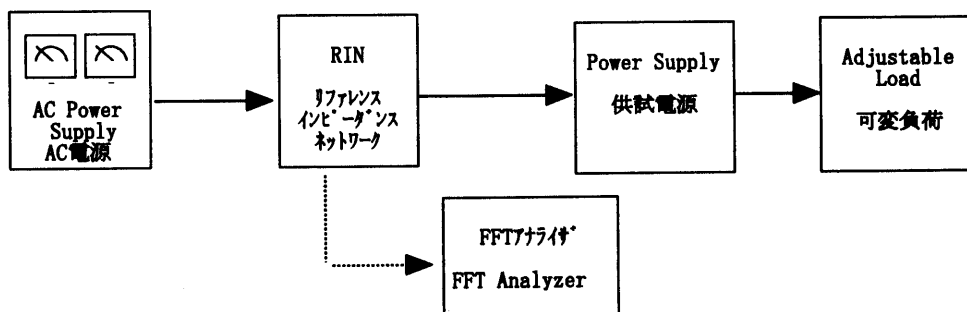 AC Power
Supply
AC電源
RIN
リファレンス
インピーダンス
ネットワーク
Power Supply
供試電源
Adjustable
Load
可変負荷
FFTアナライザ
FFT Analyzer